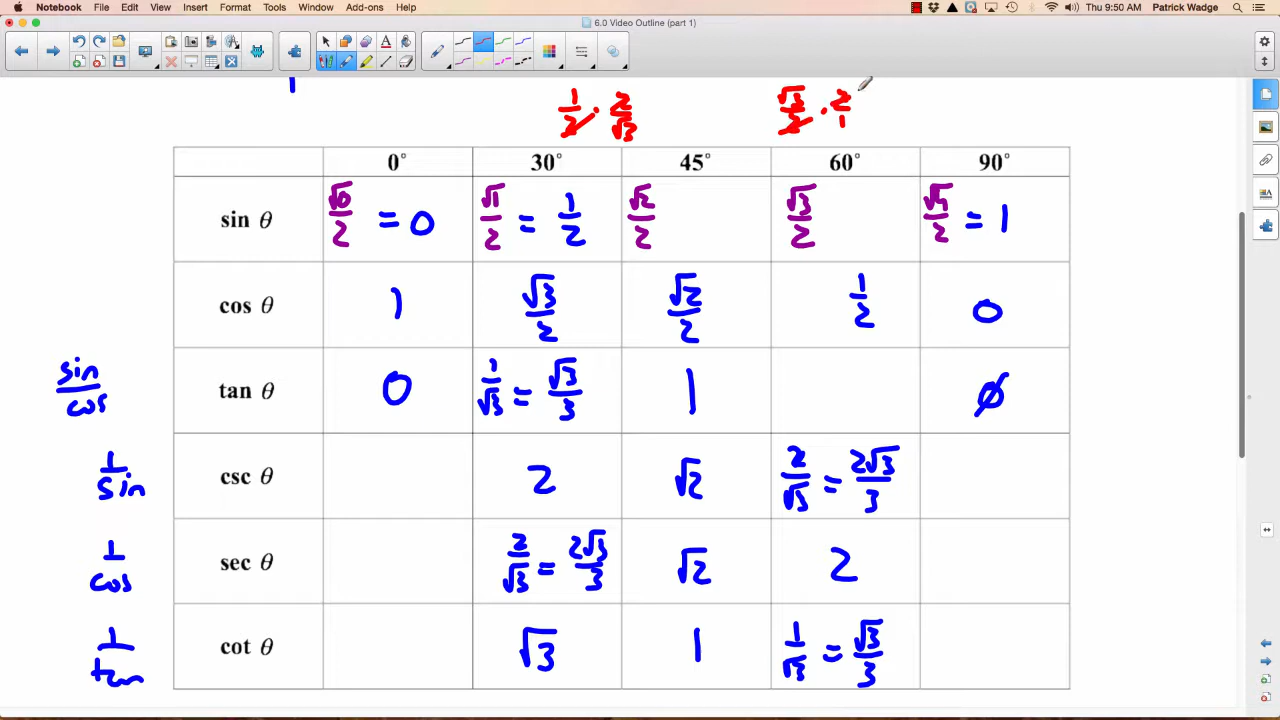 Notebook File Edit View Insert Format Tools Window Add-Ons Help Thu 9:50 AM Patrick Wadge
6.0 Video Outline (part 1)
1/2 · 2/√3 √3/2 · 2/1
0° 30° 45° 60° 90°
sin θ √0/2 = 0 √1/2 = 1/2 √2/2 √3/2 √4/2 = 1
cos θ 1 √3/2 √2/2 1/2 0
sin/cos tan θ 0 1/√3 = √3/3 1 ∅
1/sin csc θ 2 √2 2/√3 = 2√3/3
1/cos sec θ 2/√3 = 2√3/3 √2 2
1/tan cot θ √3 1 1/√3 = √3/3